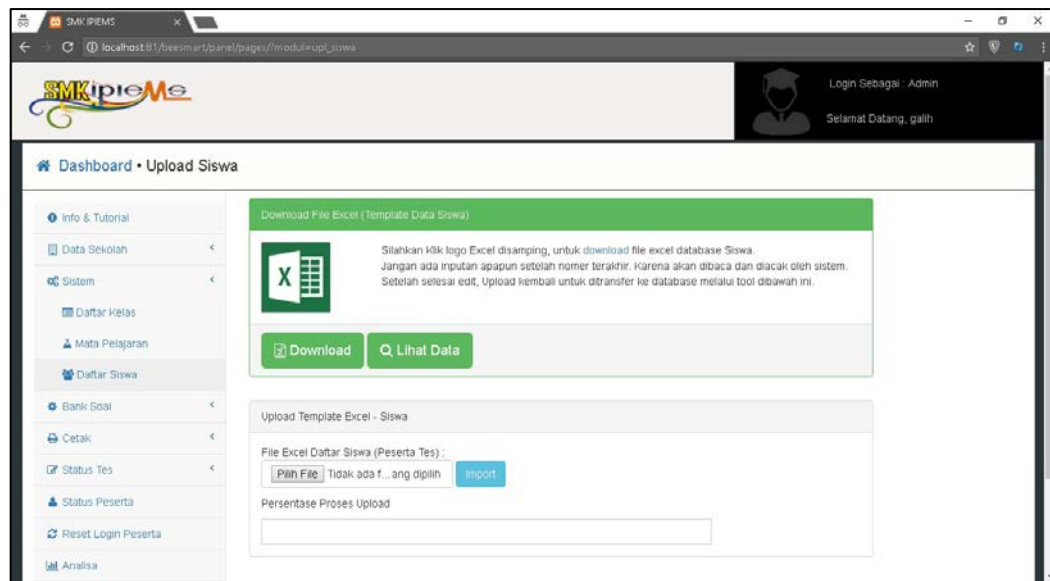 SMK IPIEMS
localhost:81/beesmart/panel/pages/?modul=upl_siswa
SMKipieMs
Login Sebagai : Admin
Selamat Datang, galih
Dashboard • Upload Siswa
Info & Tutorial
Data Sekolah
Sistem
Daftar Kelas
Mata Pelajaran
Daftar Siswa
Bank Soal
Cetak
Status Tes
Status Peserta
Reset Login Peserta
Analisa
Download File Excel (Template Data Siswa)
Silahkan Klik logo Excel disamping, untuk download file excel database Siswa.
Jangan ada inputan apapun setelah nomer terakhir. Karena akan dibaca dan diacak oleh sistem.
Setelah selesai edit, Upload kembali untuk ditransfer ke database melalui tool dibawah ini.
Download
Lihat Data
Upload Template Excel - Siswa
File Excel Daftar Siswa (Peserta Tes) :
Pilih File Tidak ada f... ang dipilih Import
Persentase Proses Upload